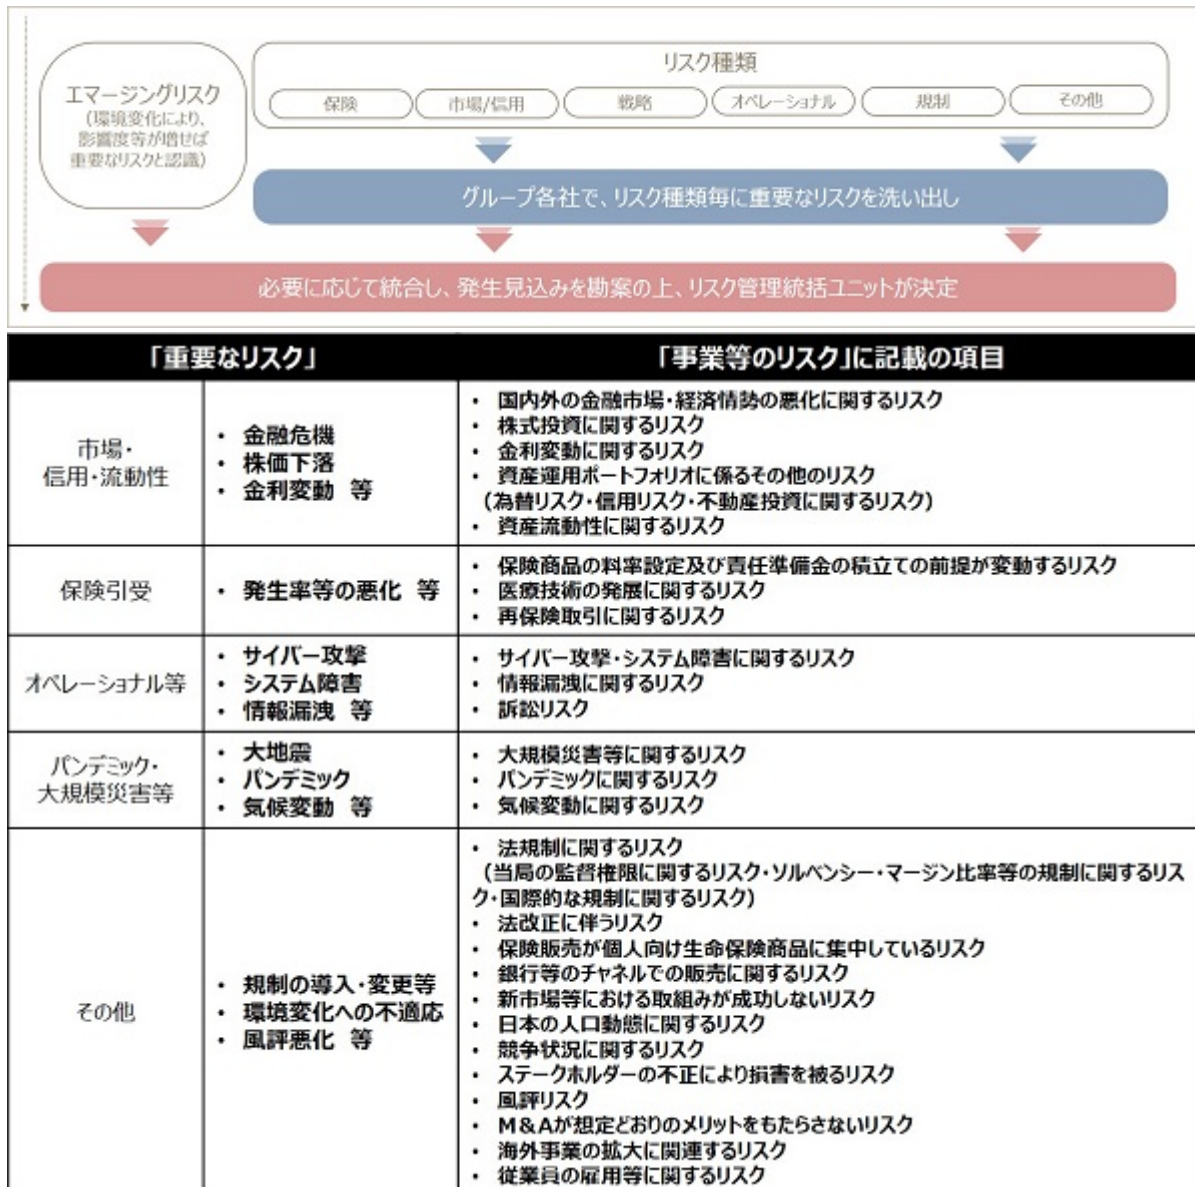 エマージングリスク
(環境変化により、
影響度等が増せば
重要なリスクと認識)
リスク種類
保険
市場/信用
戦略
オペレーショナル
規制
その他
グループ各社で、リスク種類毎に重要なリスクを洗い出し
必要に応じて統合し、発生見込みを勘案の上、リスク管理統括ユニットが決定
「重要なリスク」
「事業等のリスク」に記載の項目
市場・
信用・流動性
・ 金融危機
・ 株価下落
・ 金利変動 等
・ 国内外の金融市場・経済情勢の悪化に関するリスク
・ 株式投資に関するリスク
・ 金利変動に関するリスク
・ 資産運用ポートフォリオに係るその他のリスク
(為替リスク・信用リスク・不動産投資に関するリスク)
・ 資産流動性に関するリスク
保険引受
・ 発生率等の悪化 等
・ 保険商品の料率設定及び責任準備金の積立ての前提が変動するリスク
・ 医療技術の発展に関するリスク
・ 再保険取引に関するリスク
オペレーショナル等
・ サイバー攻撃
・ システム障害
・ 情報漏洩 等
・ サイバー攻撃・システム障害に関するリスク
・ 情報漏洩に関するリスク
・ 訴訟リスク
パンデミック・
大規模災害等
・ 大地震
・ パンデミック
・ 気候変動 等
・ 大規模災害等に関するリスク
・ パンデミックに関するリスク
・ 気候変動に関するリスク
その他
・ 規制の導入・変更等
・ 環境変化への不適応
・ 風評悪化 等
・ 法規制に関するリスク
(当局の監督権限に関するリスク・ソルベンシー・マージン比率等の規制に関するリス
ク・国際的な規制に関するリスク)
・ 法改正に伴うリスク
・ 保険販売が個人向け生命保険商品に集中しているリスク
・ 銀行等のチャネルでの販売に関するリスク
・ 新市場等における取組みが成功しないリスク
・ 日本の人口動態に関するリスク
・ 競争状況に関するリスク
・ ステークホルダーの不正により損害を被るリスク
・ 風評リスク
・ M&Aが想定どおりのメリットをもたらさないリスク
・ 海外事業の拡大に関連するリスク
・ 従業員の雇用等に関するリスク